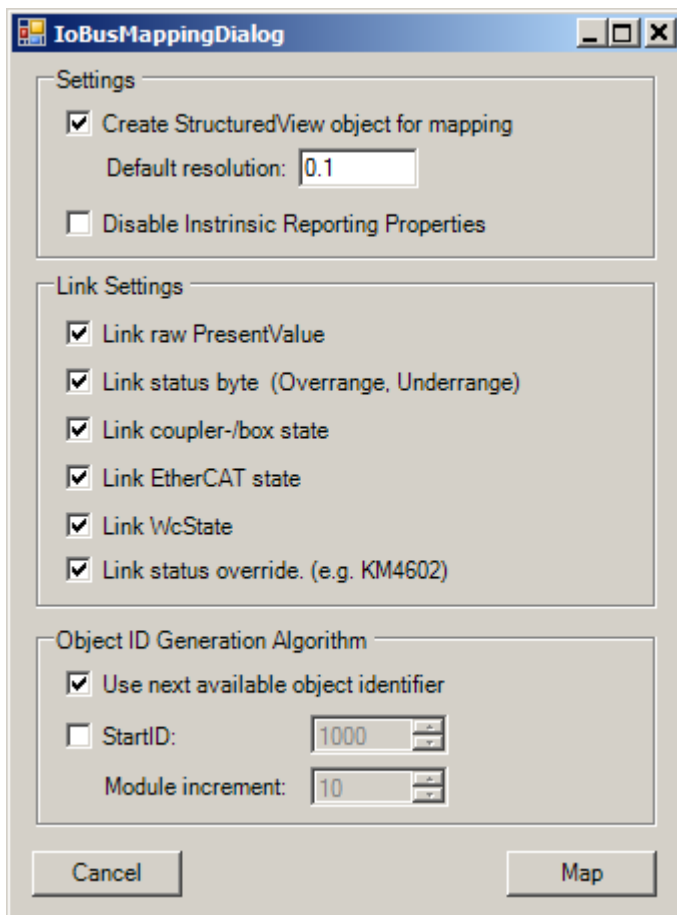 IoBusMappingDialog
Settings
Create StructuredView object for mapping
Default resolution: 0.1
Disable Instrinsic Reporting Properties
Link Settings
Link raw PresentValue
Link status byte (Overrange, Underrange)
Link coupler-/box state
Link EtherCAT state
Link WcState
Link status override. (e.g. KM4602)
Object ID Generation Algorithm
Use next available object identifier
StartID: 1000
Module increment: 10
Cancel Map